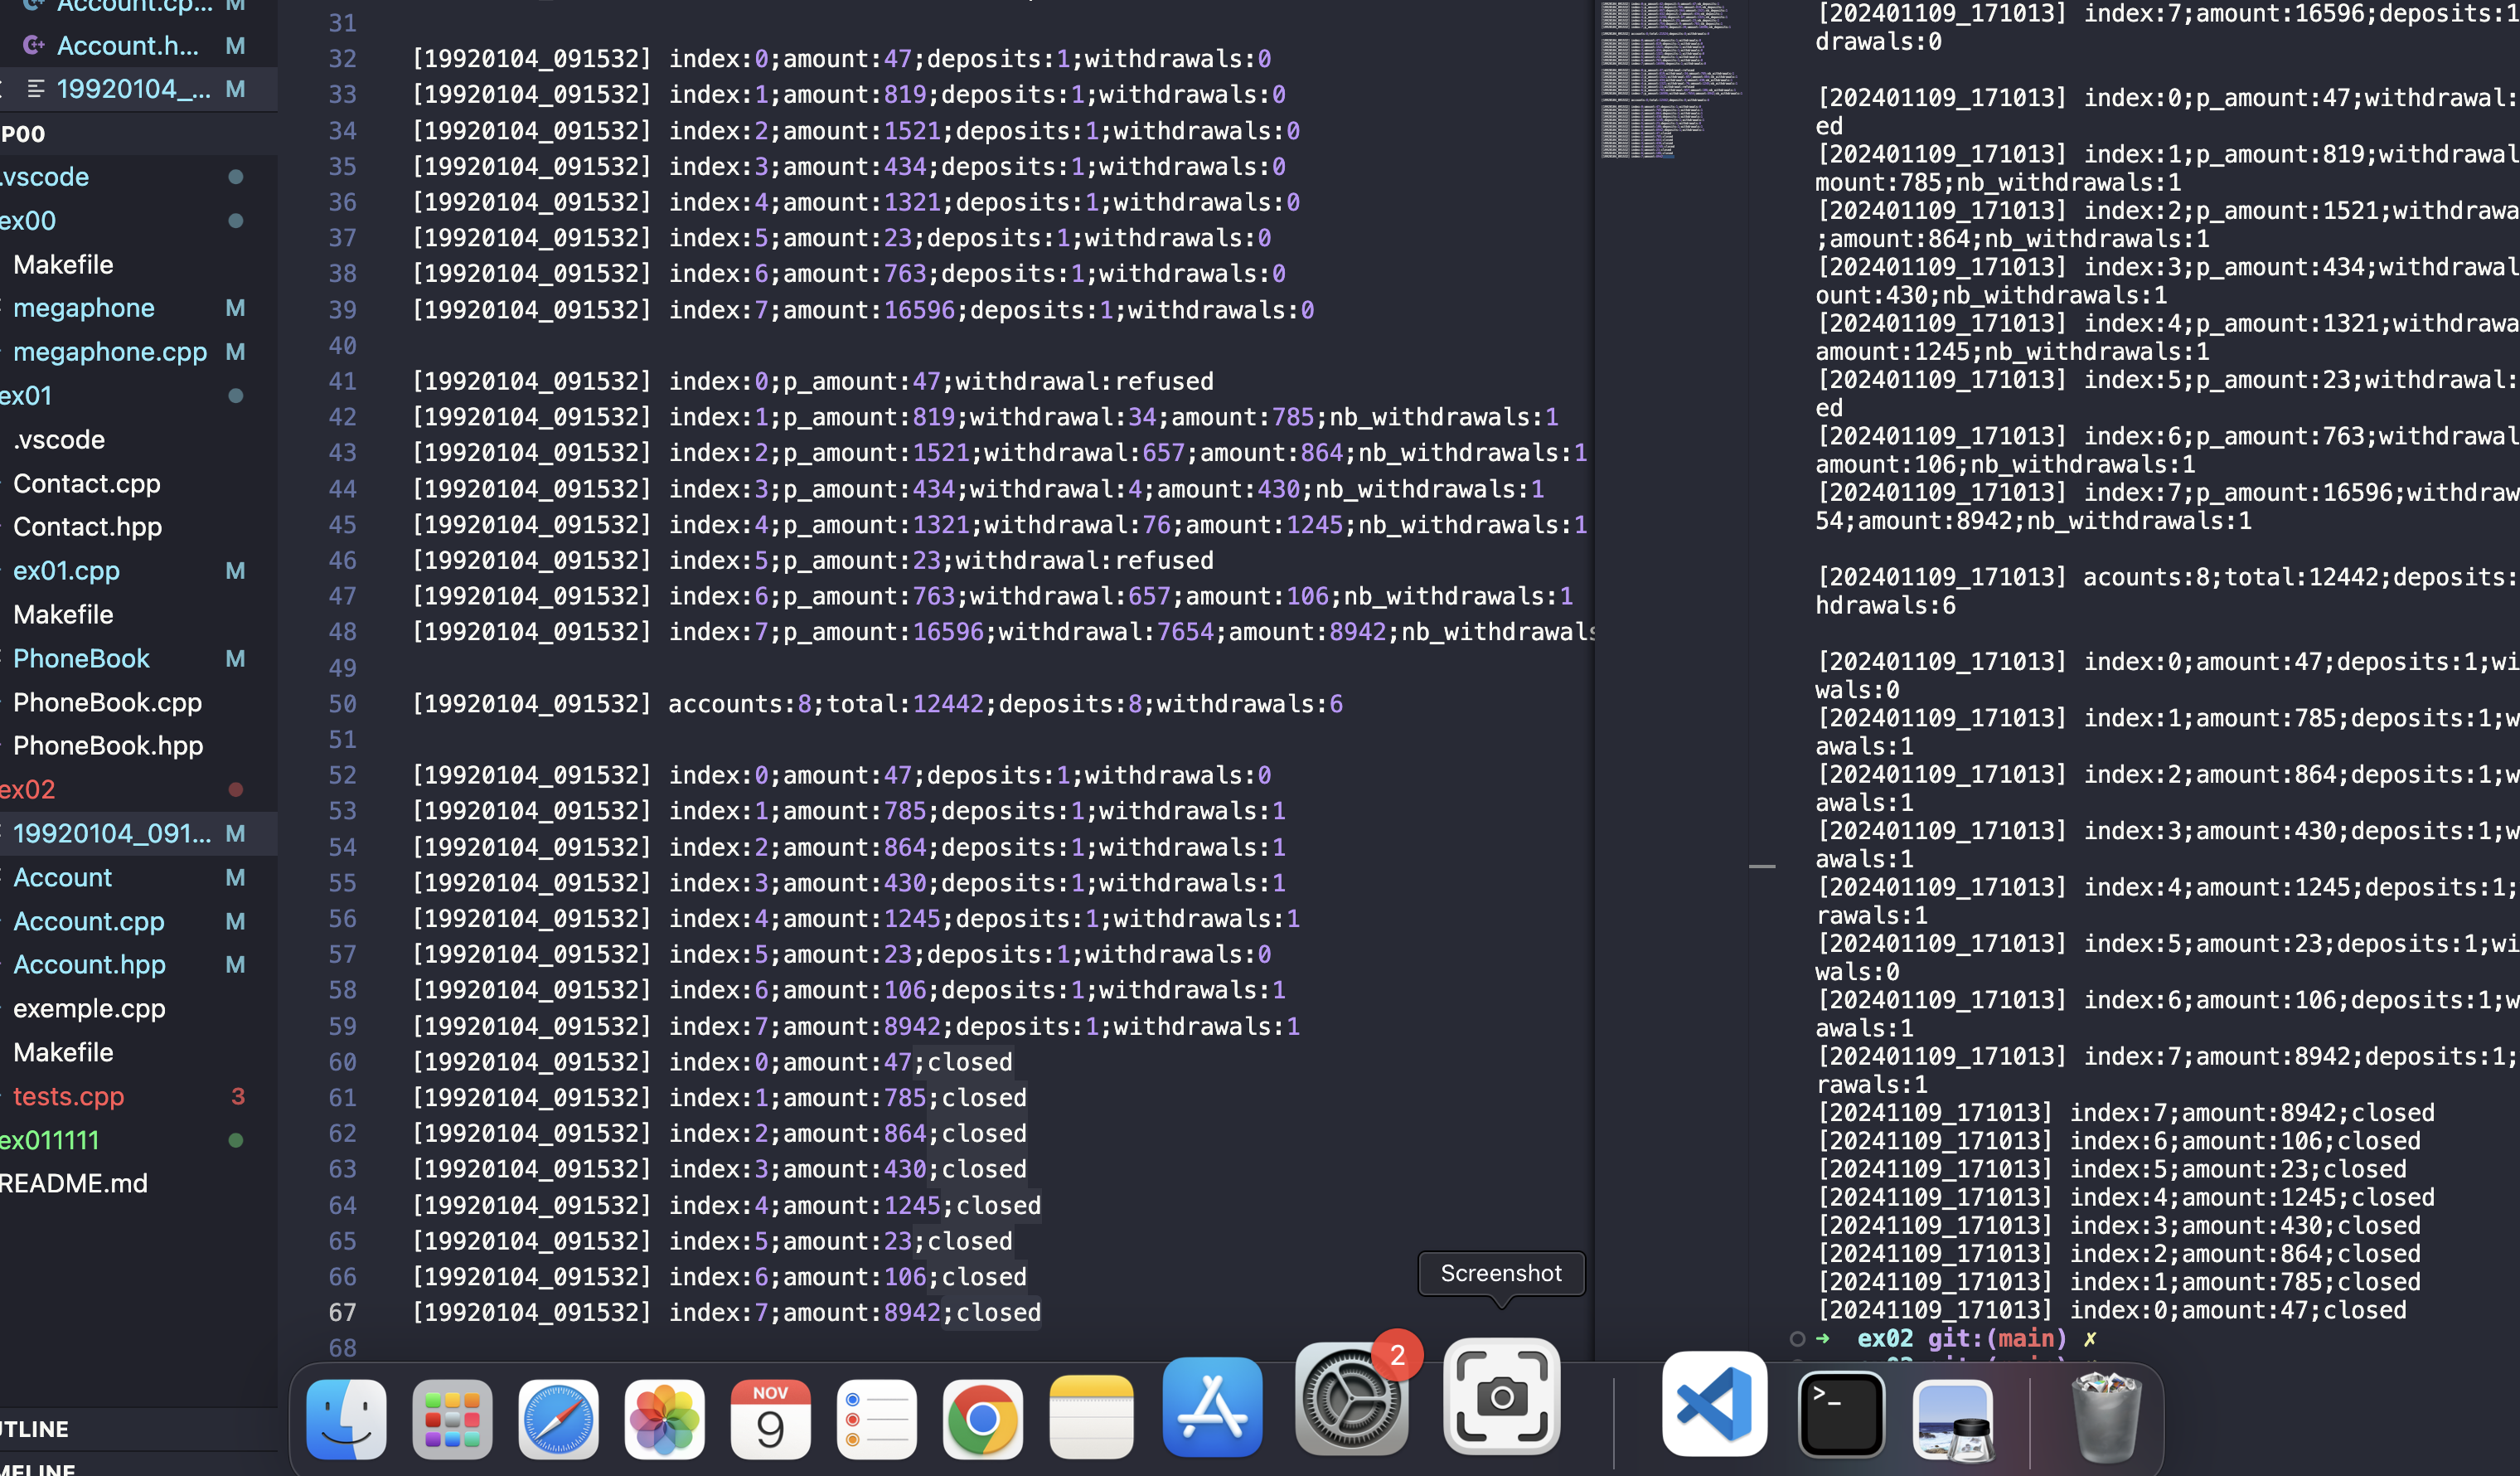 Account.cp... M
Account.h... M
19920104_... M
P00
.vscode
ex00
Makefile
megaphone M
megaphone.cpp M
ex01
.vscode
Contact.cpp
Contact.hpp
ex01.cpp M
Makefile
PhoneBook M
PhoneBook.cpp
PhoneBook.hpp
ex02
19920104_091... M
Account M
Account.cpp M
Account.hpp M
exemple.cpp
Makefile
tests.cpp 3
ex011111
README.md
UTLINE
MELINE
31
32 [19920104_091532] index:0;amount:47;deposits:1;withdrawals:0
33 [19920104_091532] index:1;amount:819;deposits:1;withdrawals:0
34 [19920104_091532] index:2;amount:1521;deposits:1;withdrawals:0
35 [19920104_091532] index:3;amount:434;deposits:1;withdrawals:0
36 [19920104_091532] index:4;amount:1321;deposits:1;withdrawals:0
37 [19920104_091532] index:5;amount:23;deposits:1;withdrawals:0
38 [19920104_091532] index:6;amount:763;deposits:1;withdrawals:0
39 [19920104_091532] index:7;amount:16596;deposits:1;withdrawals:0
40
41 [19920104_091532] index:0;p_amount:47;withdrawal:refused
42 [19920104_091532] index:1;p_amount:819;withdrawal:34;amount:785;nb_withdrawals:1
43 [19920104_091532] index:2;p_amount:1521;withdrawal:657;amount:864;nb_withdrawals:1
44 [19920104_091532] index:3;p_amount:434;withdrawal:4;amount:430;nb_withdrawals:1
45 [19920104_091532] index:4;p_amount:1321;withdrawal:76;amount:1245;nb_withdrawals:1
46 [19920104_091532] index:5;p_amount:23;withdrawal:refused
47 [19920104_091532] index:6;p_amount:763;withdrawal:657;amount:106;nb_withdrawals:1
48 [19920104_091532] index:7;p_amount:16596;withdrawal:7654;amount:8942;nb_withdrawals
49
50 [19920104_091532] accounts:8;total:12442;deposits:8;withdrawals:6
51
52 [19920104_091532] index:0;amount:47;deposits:1;withdrawals:0
53 [19920104_091532] index:1;amount:785;deposits:1;withdrawals:1
54 [19920104_091532] index:2;amount:864;deposits:1;withdrawals:1
55 [19920104_091532] index:3;amount:430;deposits:1;withdrawals:1
56 [19920104_091532] index:4;amount:1245;deposits:1;withdrawals:1
57 [19920104_091532] index:5;amount:23;deposits:1;withdrawals:0
58 [19920104_091532] index:6;amount:106;deposits:1;withdrawals:1
59 [19920104_091532] index:7;amount:8942;deposits:1;withdrawals:1
60 [19920104_091532] index:0;amount:47;closed
61 [19920104_091532] index:1;amount:785;closed
62 [19920104_091532] index:2;amount:864;closed
63 [19920104_091532] index:3;amount:430;closed
64 [19920104_091532] index:4;amount:1245;closed
65 [19920104_091532] index:5;amount:23;closed
66 [19920104_091532] index:6;amount:106;closed
67 [19920104_091532] index:7;amount:8942;closed
68
[202401109_171013] index:7;amount:16596;deposits:1
drawals:0
[202401109_171013] index:0;p_amount:47;withdrawal:
ed
[202401109_171013] index:1;p_amount:819;withdrawal
mount:785;nb_withdrawals:1
[202401109_171013] index:2;p_amount:1521;withdrawa
;amount:864;nb_withdrawals:1
[202401109_171013] index:3;p_amount:434;withdrawal
ount:430;nb_withdrawals:1
[202401109_171013] index:4;p_amount:1321;withdrawa
amount:1245;nb_withdrawals:1
[202401109_171013] index:5;p_amount:23;withdrawal:
ed
[202401109_171013] index:6;p_amount:763;withdrawal
amount:106;nb_withdrawals:1
[202401109_171013] index:7;p_amount:16596;withdraw
54;amount:8942;nb_withdrawals:1
[202401109_171013] acounts:8;total:12442;deposits:
hdrawals:6
[202401109_171013] index:0;amount:47;deposits:1;wi
wals:0
[202401109_171013] index:1;amount:785;deposits:1;w
awals:1
[202401109_171013] index:2;amount:864;deposits:1;w
awals:1
[202401109_171013] index:3;amount:430;deposits:1;w
awals:1
[202401109_171013] index:4;amount:1245;deposits:1;
rawals:1
[202401109_171013] index:5;amount:23;deposits:1;wi
wals:0
[202401109_171013] index:6;amount:106;deposits:1;w
awals:1
[202401109_171013] index:7;amount:8942;deposits:1;
rawals:1
[20241109_171013] index:7;amount:8942;closed
[20241109_171013] index:6;amount:106;closed
[20241109_171013] index:5;amount:23;closed
[20241109_171013] index:4;amount:1245;closed
[20241109_171013] index:3;amount:430;closed
[20241109_171013] index:2;amount:864;closed
[20241109_171013] index:1;amount:785;closed
[20241109_171013] index:0;amount:47;closed
➜ ex02 git:(main) ✗
Screenshot
2
NOV
9
>_